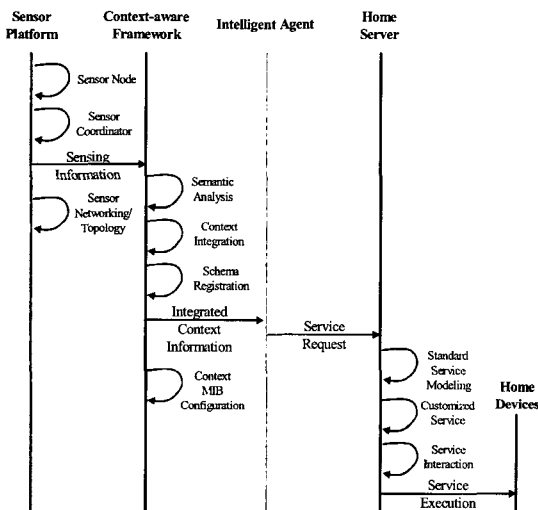 Sensor
Platform
Context-aware
Framework
Intelligent Agent
Home
Server
Sensor Node
Sensor
Coordinator
Sensing
Information
Sensor
Networking/
Topology
Semantic
Analysis
Context
Integration
Schema
Registration
Integrated
Context
Information
Service
Request
Context
MIB
Configuration
Standard
Service
Modeling
Home
Devices
Customized
Service
Service
Interaction
Service
Execution